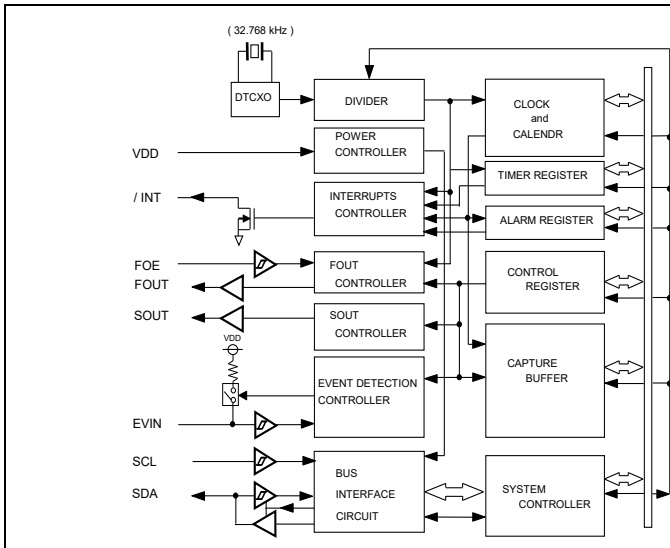 ( 32.768 kHz )
DTCXO
DIVIDER
CLOCK
and
CALENDR
VDD
POWER
CONTROLLER
TIMER REGISTER
/ INT
INTERRUPTS
CONTROLLER
ALARM REGISTER
FOE
FOUT
FOUT
CONTROLLER
CONTROL
REGISTER
SOUT
SOUT
CONTROLLER
VDD
CAPTURE
BUFFER
EVENT DETECTION
CONTROLLER
EVIN
SCL
SDA
BUS
INTERFACE
CIRCUIT
SYSTEM
CONTROLLER